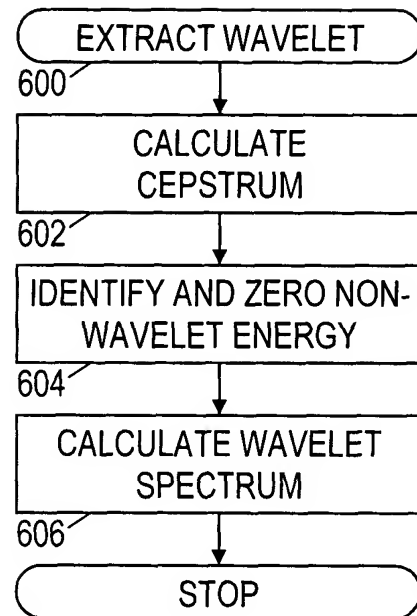 EXTRACT WAVELET
600
CALCULATE
CEPSTRUM
602
IDENTIFY AND ZERO NON-
WAVELET ENERGY
604
CALCULATE WAVELET
SPECTRUM
606
STOP